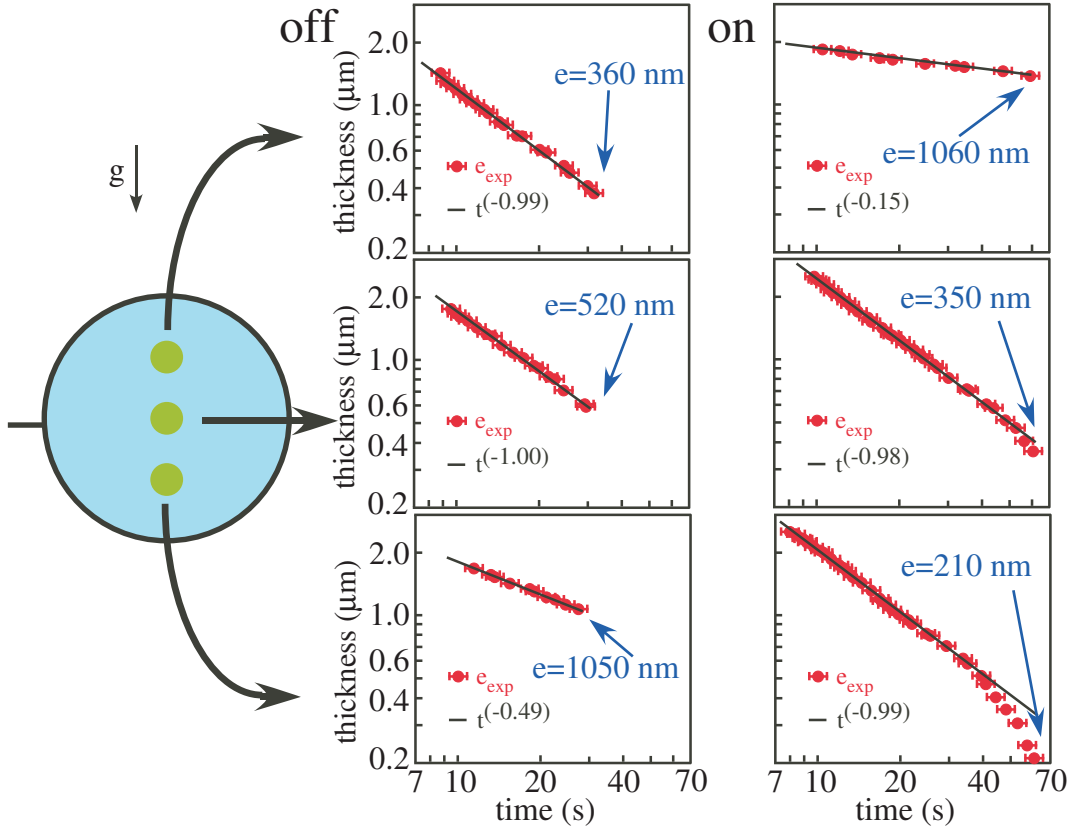 off
on
g
thickness (μm)
2.0
1.0
0.6
0.4
0.2
e=360 nm
e_exp
t^(-0.99)
e=1060 nm
e_exp
t^(-0.15)
thickness (μm)
2.0
1.0
0.6
0.4
0.2
e=520 nm
e_exp
t^(-1.00)
e=350 nm
e_exp
t^(-0.98)
thickness (μm)
2.0
1.0
0.6
0.4
0.2
e=1050 nm
e_exp
t^(-0.49)
e=210 nm
e_exp
t^(-0.99)
7 10 20 40 70
time (s)
7 10 20 40 70
time (s)